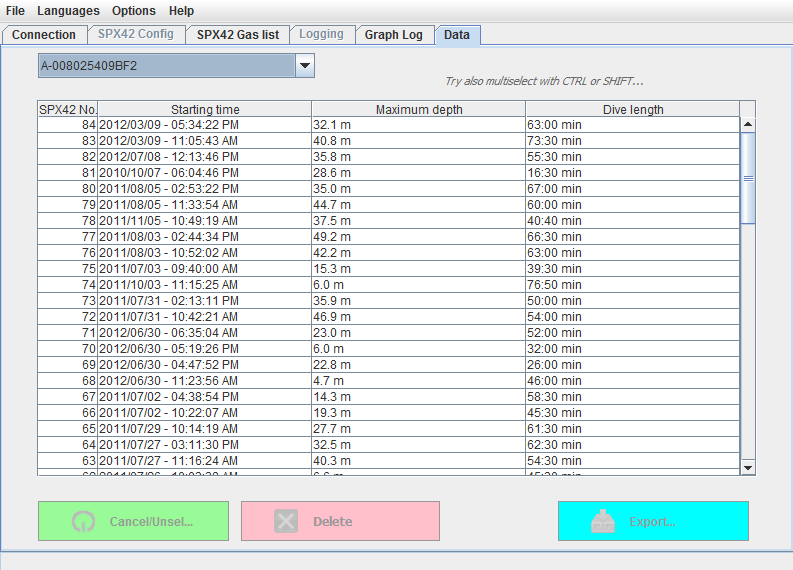 File Languages Options Help
Connection SPX42 Config SPX42 Gas list Logging Graph Log Data
A-008025409BF2
Try also multiselect with CTRL or SHIFT...
SPX42 No. Starting time Maximum depth Dive length
84 2012/03/09 - 05:34:22 PM 32.1 m 63:00 min
83 2012/03/09 - 11:05:43 AM 40.8 m 73:30 min
82 2012/07/08 - 12:13:46 PM 35.8 m 55:30 min
81 2010/10/07 - 06:04:46 PM 28.6 m 16:30 min
80 2011/08/05 - 02:53:22 PM 35.0 m 67:00 min
79 2011/08/05 - 11:33:54 AM 44.7 m 60:00 min
78 2011/11/05 - 10:49:19 AM 37.5 m 40:40 min
77 2011/08/03 - 02:44:34 PM 49.2 m 66:30 min
76 2011/08/03 - 10:52:02 AM 42.2 m 63:00 min
75 2011/07/03 - 09:40:00 AM 15.3 m 39:30 min
74 2011/10/03 - 11:15:25 AM 6.0 m 76:50 min
73 2011/07/31 - 02:13:11 PM 35.9 m 50:00 min
72 2011/07/31 - 10:42:21 AM 46.9 m 54:00 min
71 2012/06/30 - 06:35:04 AM 23.0 m 52:00 min
70 2012/06/30 - 05:19:26 PM 6.0 m 32:00 min
69 2012/06/30 - 04:47:52 PM 22.8 m 26:00 min
68 2012/06/30 - 11:23:56 AM 4.7 m 46:00 min
67 2011/07/02 - 04:38:54 PM 14.3 m 58:30 min
66 2011/07/02 - 10:22:07 AM 19.3 m 45:30 min
65 2011/07/29 - 10:14:19 AM 27.7 m 61:30 min
64 2011/07/27 - 03:11:30 PM 32.5 m 62:30 min
63 2011/07/27 - 11:16:24 AM 40.3 m 54:30 min
Cancel/Unsel... Delete Export...